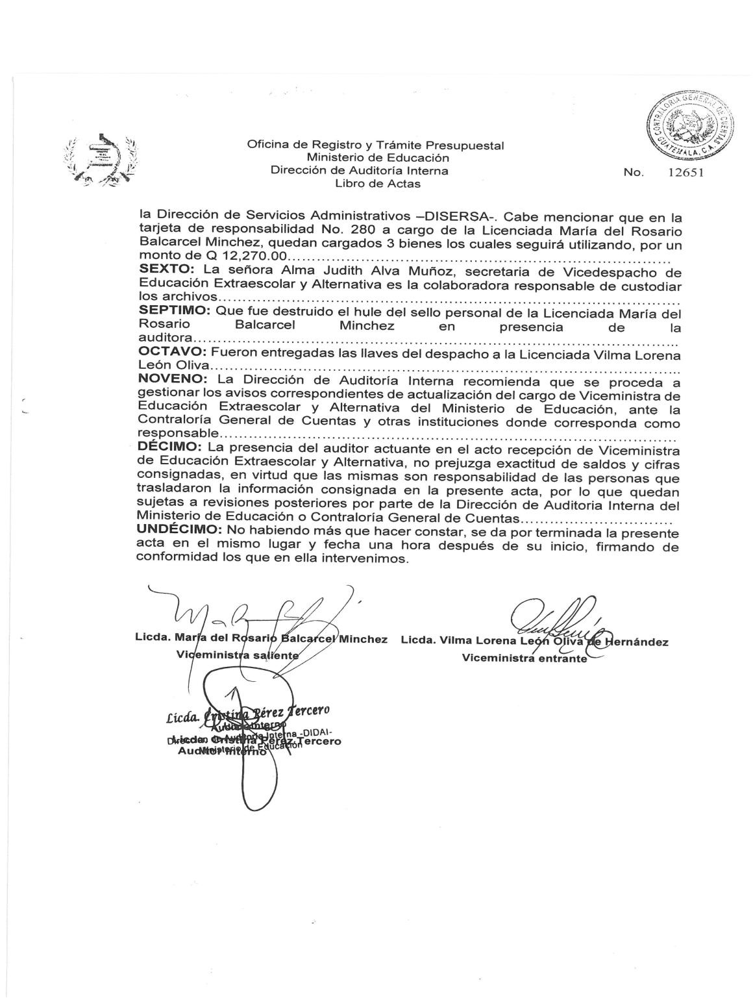 CONTRALORIA GENERAL DE CUENTAS
GUATEMALA, C.A.
Oficina de Registro y Trámite Presupuestal
Ministerio de Educación
Dirección de Auditoría Interna
Libro de Actas
No. 12651
la Dirección de Servicios Administrativos –DISERSA-. Cabe mencionar que en la
tarjeta de responsabilidad No. 280 a cargo de la Licenciada María del Rosario
Balcarcel Minchez, quedan cargados 3 bienes los cuales seguirá utilizando, por un
monto de Q 12,270.00……………………………………………………………………………
SEXTO: La señora Alma Judith Alva Muñoz, secretaria de Vicedespacho de
Educación Extraescolar y Alternativa es la colaboradora responsable de custodiar
los archivos……………………………………………………………………………………………
SEPTIMO: Que fue destruido el hule del sello personal de la Licenciada María del
Rosario Balcarcel Minchez en presencia de la
auditora…………………………………………………………………………………………………
OCTAVO: Fueron entregadas las llaves del despacho a la Licenciada Vilma Lorena
León Oliva……………………………………………………………………………………………
NOVENO: La Dirección de Auditoría Interna recomienda que se proceda a
gestionar los avisos correspondientes de actualización del cargo de Viceministra de
Educación Extraescolar y Alternativa del Ministerio de Educación, ante la
Contraloría General de Cuentas y otras instituciones donde corresponda como
responsable……………………………………………………………………………………………
DÉCIMO: La presencia del auditor actuante en el acto recepción de Viceministra
de Educación Extraescolar y Alternativa, no prejuzga exactitud de saldos y cifras
consignadas, en virtud que las mismas son responsabilidad de las personas que
trasladaron la información consignada en la presente acta, por lo que quedan
sujetas a revisiones posteriores por parte de la Dirección de Auditoria Interna del
Ministerio de Educación o Contraloría General de Cuentas……………………………
UNDÉCIMO: No habiendo más que hacer constar, se da por terminada la presente
acta en el mismo lugar y fecha una hora después de su inicio, firmando de
conformidad los que en ella intervenimos.
Licda. María del Rosario Balcarcel Minchez
Viceministra saliente
Licda. Vilma Lorena León Oliva de Hernández
Viceministra entrante
Licda. Cristina Pérez Tercero
Auditor Interno
Dirección de Auditoría Interna -DIDAI-
Ministerio de Educación
Licda. Cristina Pérez Tercero
Auditor Interno